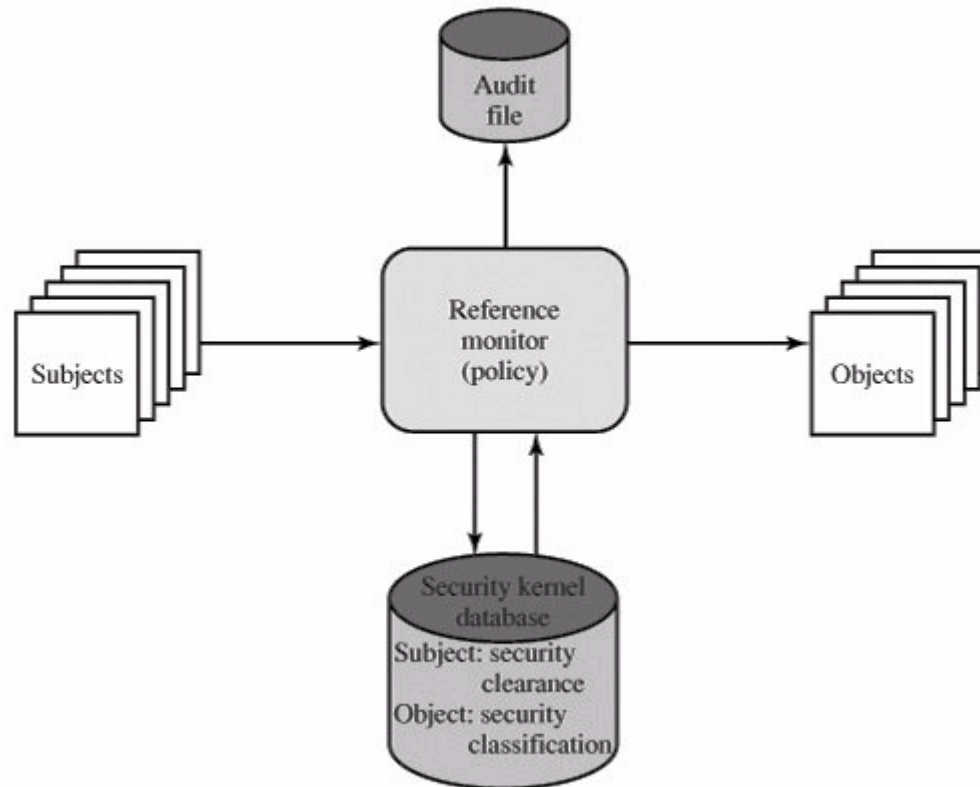 Audit
file
Reference
monitor
(policy)
Subjects
Objects
Security kernel
database
Subject: security
clearance
Object: security
classification